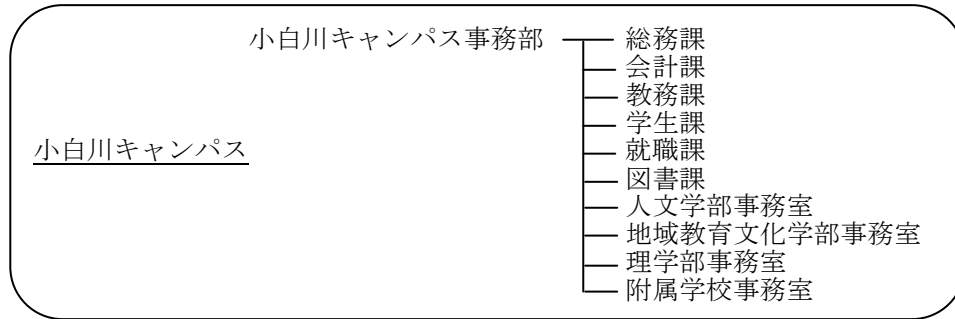 小白川キャンパス事務部 総務課
会計課
教務課
学生課
小白川キャンパス 就職課
図書課
人文学部事務室
地域教育文化学部事務室
理学部事務室
附属学校事務室